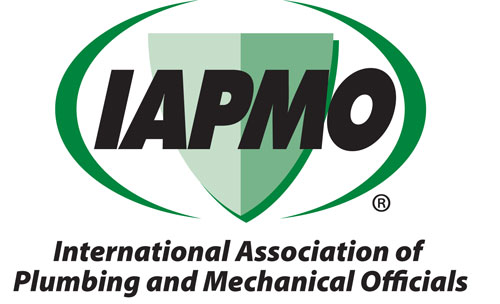 IAPMO
®
International Association of
Plumbing and Mechanical Officials